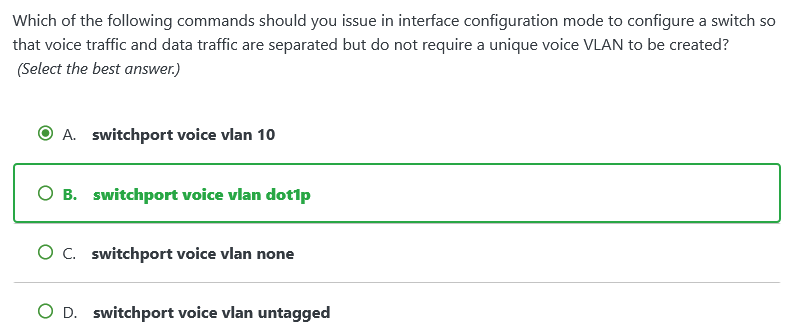 Which of the following commands should you issue in interface configuration mode to configure a switch so
that voice traffic and data traffic are separated but do not require a unique voice VLAN to be created?
(Select the best answer.)
A. switchport voice vlan 10
B. switchport voice vlan dot1p
C. switchport voice vlan none
D. switchport voice vlan untagged